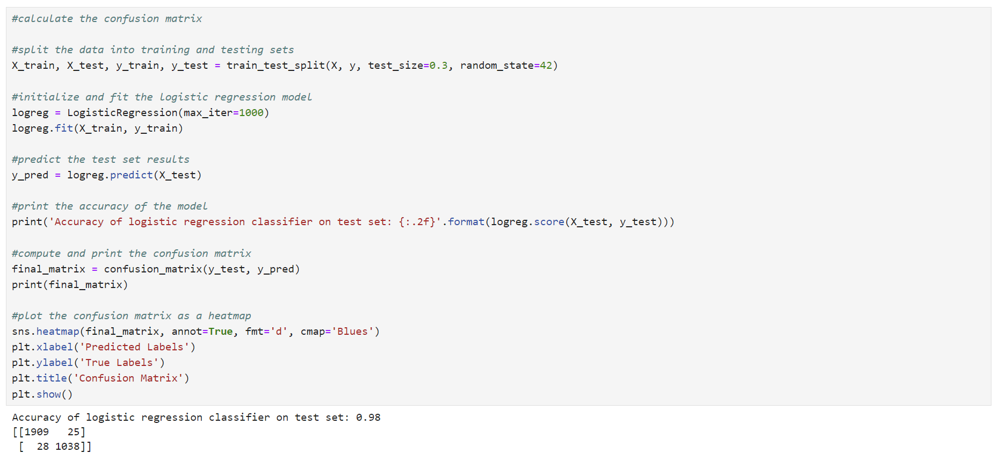 #calculate the confusion matrix
#split the data into training and testing sets
X_train, X_test, y_train, y_test = train_test_split(X, y, test_size=0.3, random_state=42)
#initialize and fit the logistic regression model
logreg = LogisticRegression(max_iter=1000)
logreg.fit(X_train, y_train)
#predict the test set results
y_pred = logreg.predict(X_test)
#print the accuracy of the model
print('Accuracy of logistic regression classifier on test set: {:.2f}'.format(logreg.score(X_test, y_test)))
#compute and print the confusion matrix
final_matrix = confusion_matrix(y_test, y_pred)
print(final_matrix)
#plot the confusion matrix as a heatmap
sns.heatmap(final_matrix, annot=True, fmt='d', cmap='Blues')
plt.xlabel('Predicted Labels')
plt.ylabel('True Labels')
plt.title('Confusion Matrix')
plt.show()
Accuracy of logistic regression classifier on test set: 0.98
[[1909   25]
 [  28 1038]]